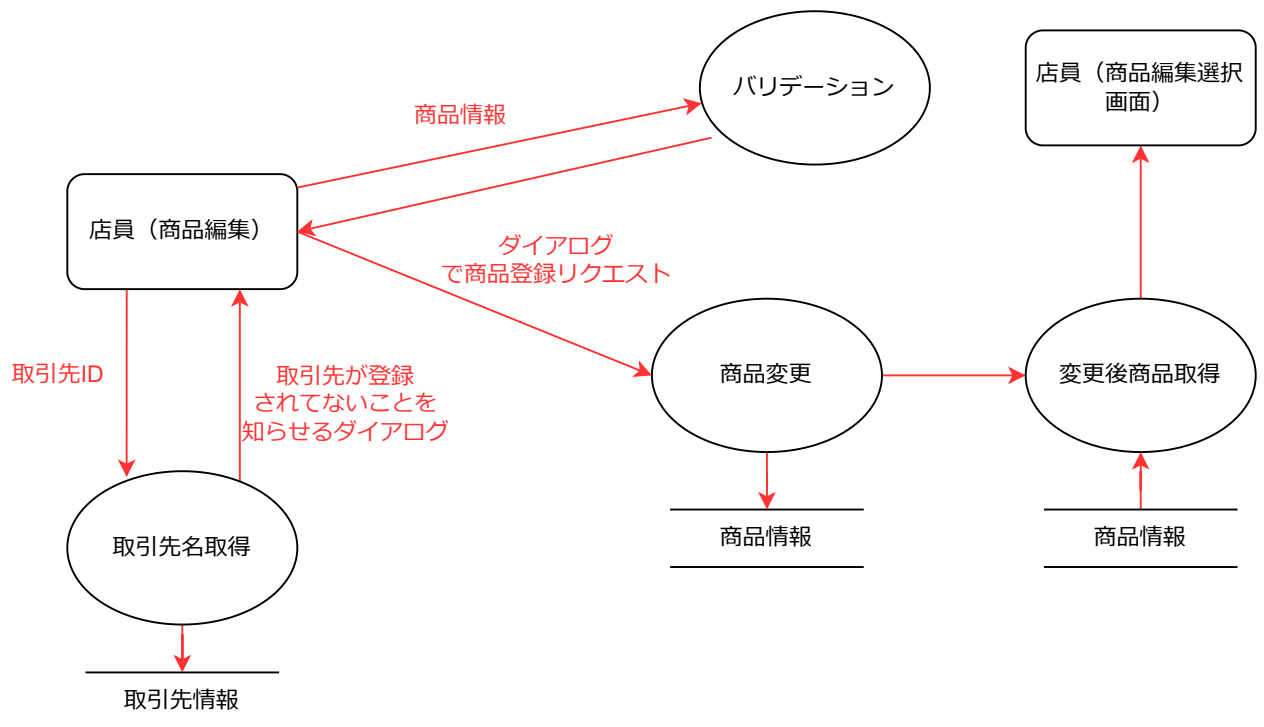 バリデーション
店員（商品編集選択
画面）
商品情報
店員（商品編集）
ダイアログ
で商品登録リクエスト
取引先ID
取引先が登録
されてないことを
知らせるダイアログ
商品変更
変更後商品取得
取引先名取得
商品情報
商品情報
取引先情報